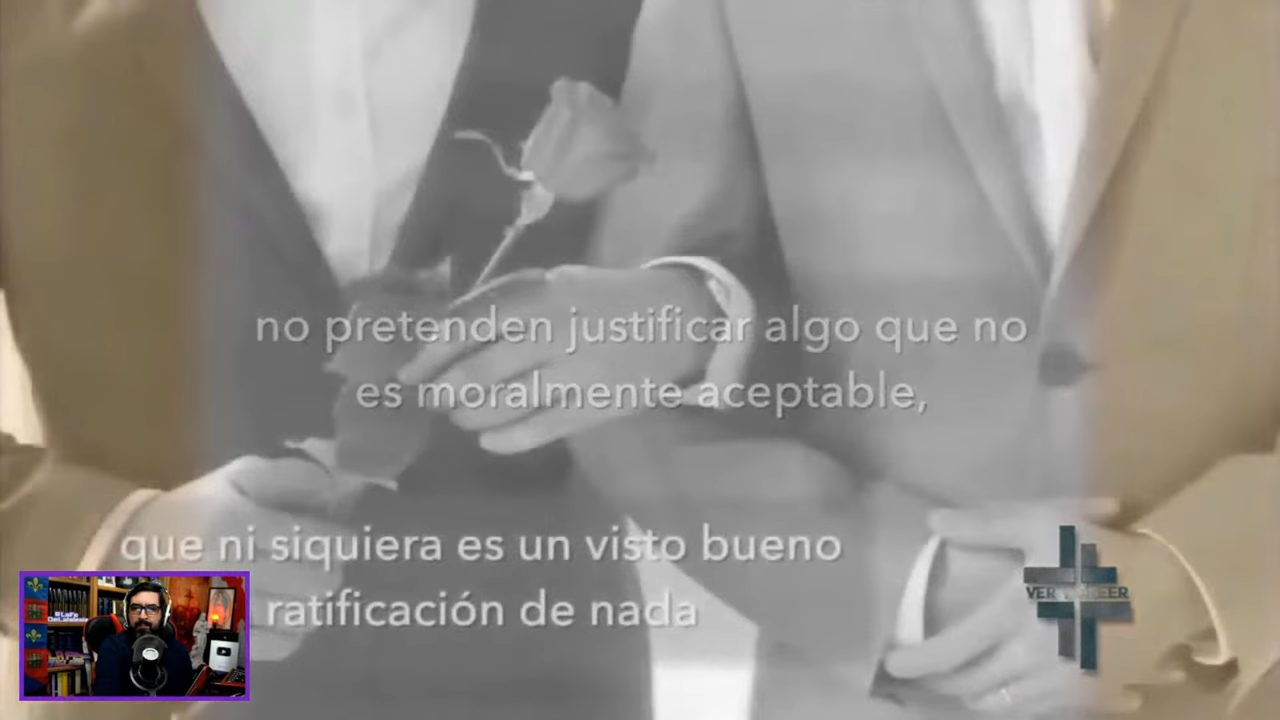 no pretenden justificar algo que no
es moralmente aceptable,
que ni siquiera es un visto bueno
ratificación de nada